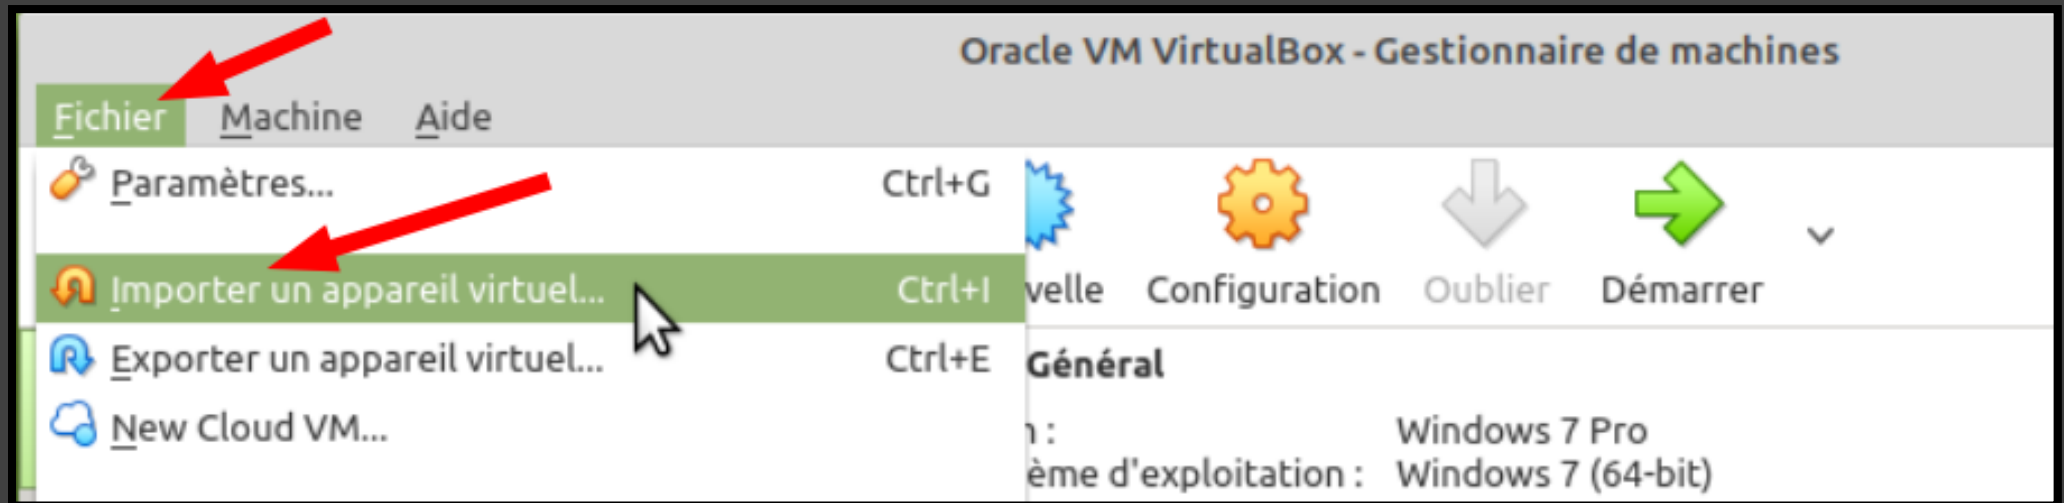 Oracle VM VirtualBox - Gestionnaire de machines
Fichier Machine Aide
Paramètres... Ctrl+G
Importer un appareil virtuel... Ctrl+I
Exporter un appareil virtuel... Ctrl+E
New Cloud VM...
velle Configuration Oublier Démarrer
Général
n : Windows 7 Pro
ème d'exploitation : Windows 7 (64-bit)